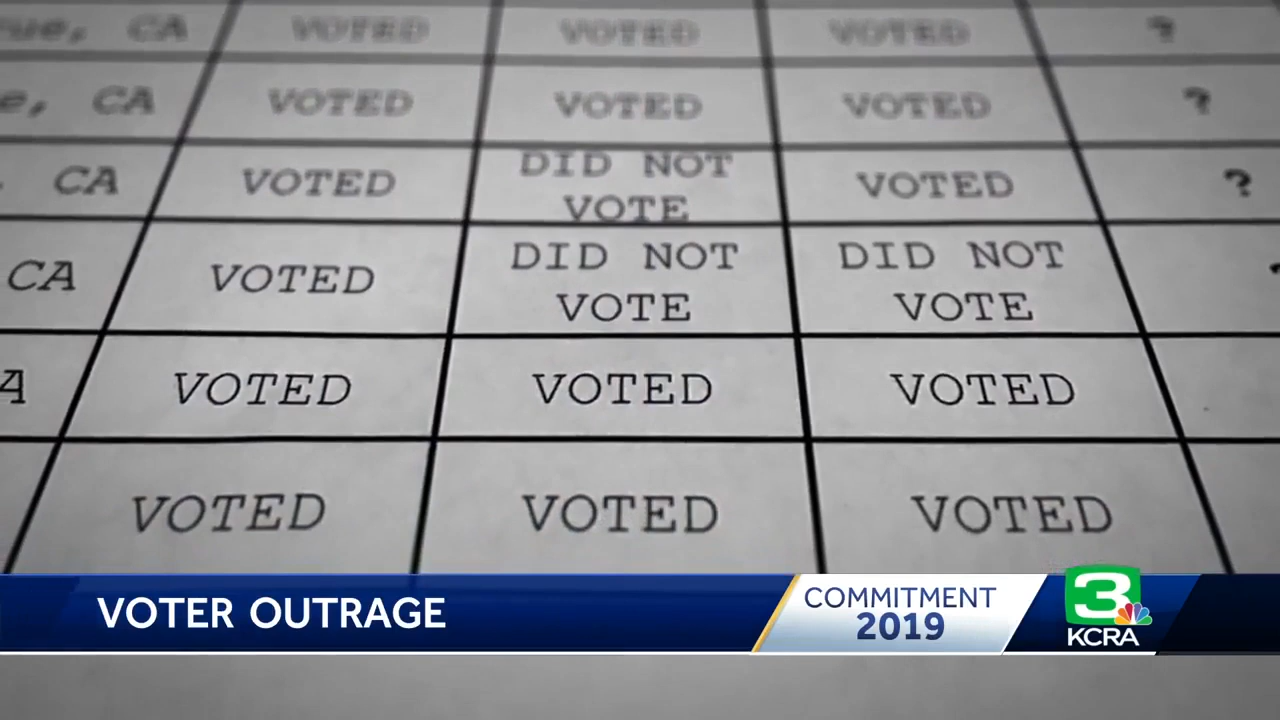 rue, CA VOTED VOTED VOTED ?
e, CA VOTED VOTED VOTED ?
CA VOTED DID NOT VOTED ?
VOTE
CA VOTED DID NOT DID NOT
VOTE VOTE
A VOTED VOTED VOTED
VOTED VOTED VOTED
VOTER OUTRAGE
COMMITMENT
2019
3
KCRA